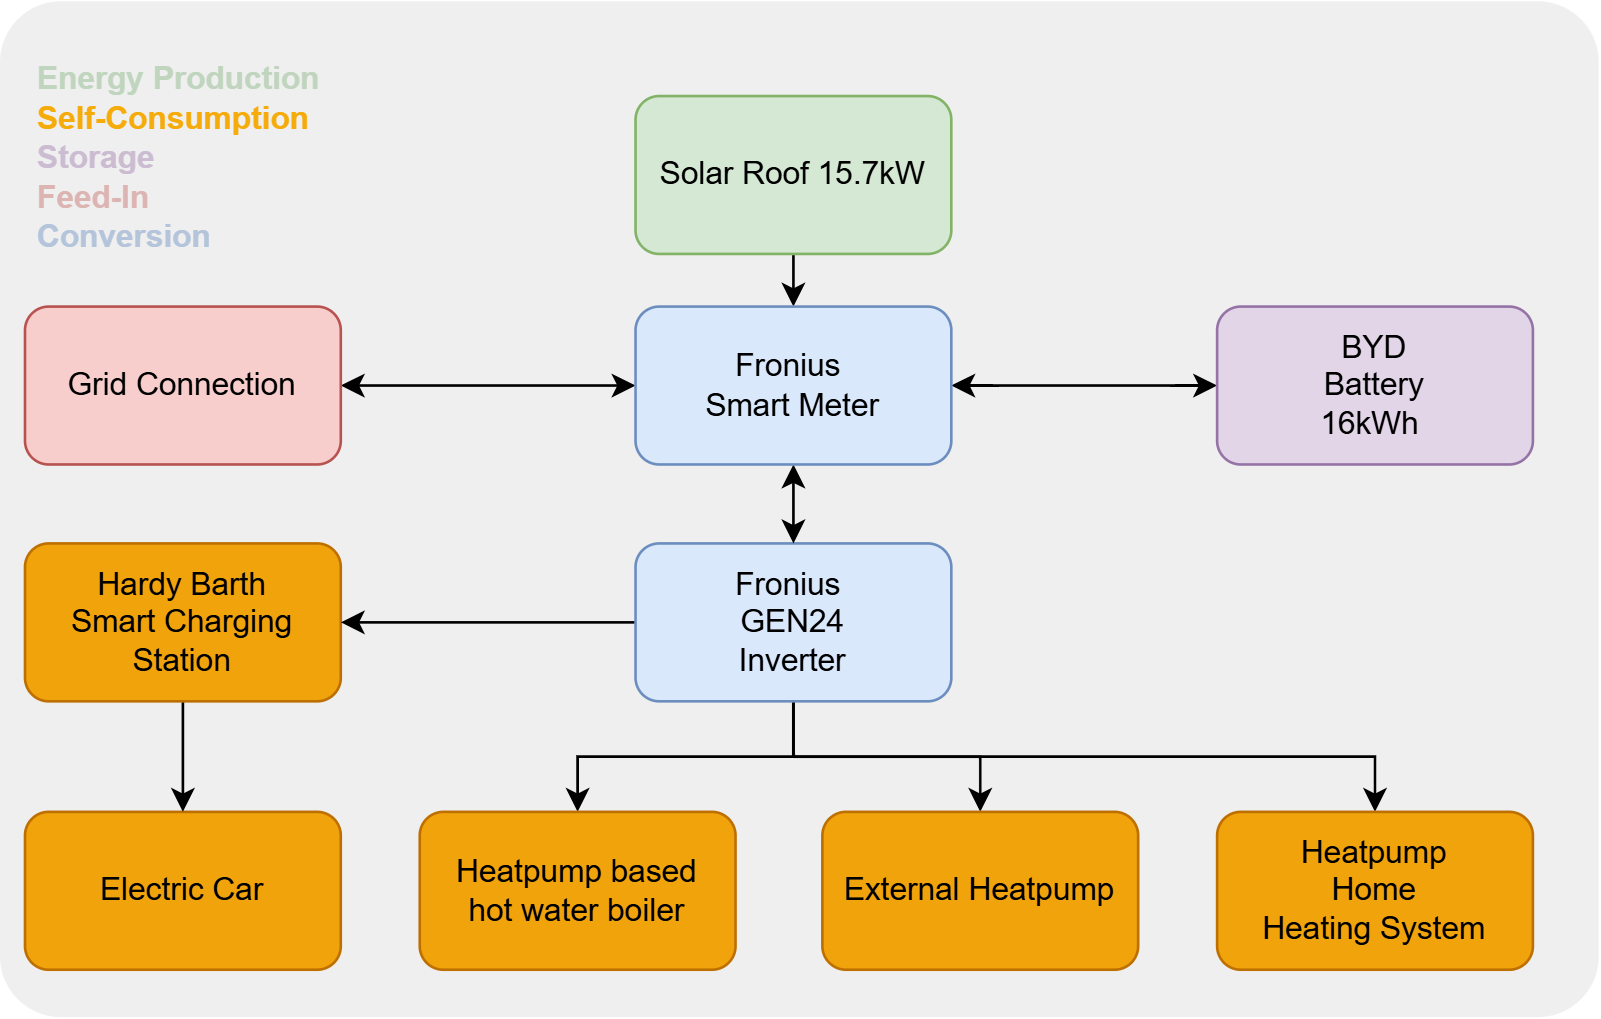 Energy Production
Self-Consumption
Storage
Feed-In
Conversion
Solar Roof 15.7kW
Grid Connection
Fronius
Smart Meter
BYD
Battery
16kWh
Hardy Barth
Smart Charging
Station
Fronius
GEN24
Inverter
Electric Car
Heatpump based
hot water boiler
External Heatpump
Heatpump
Home
Heating System